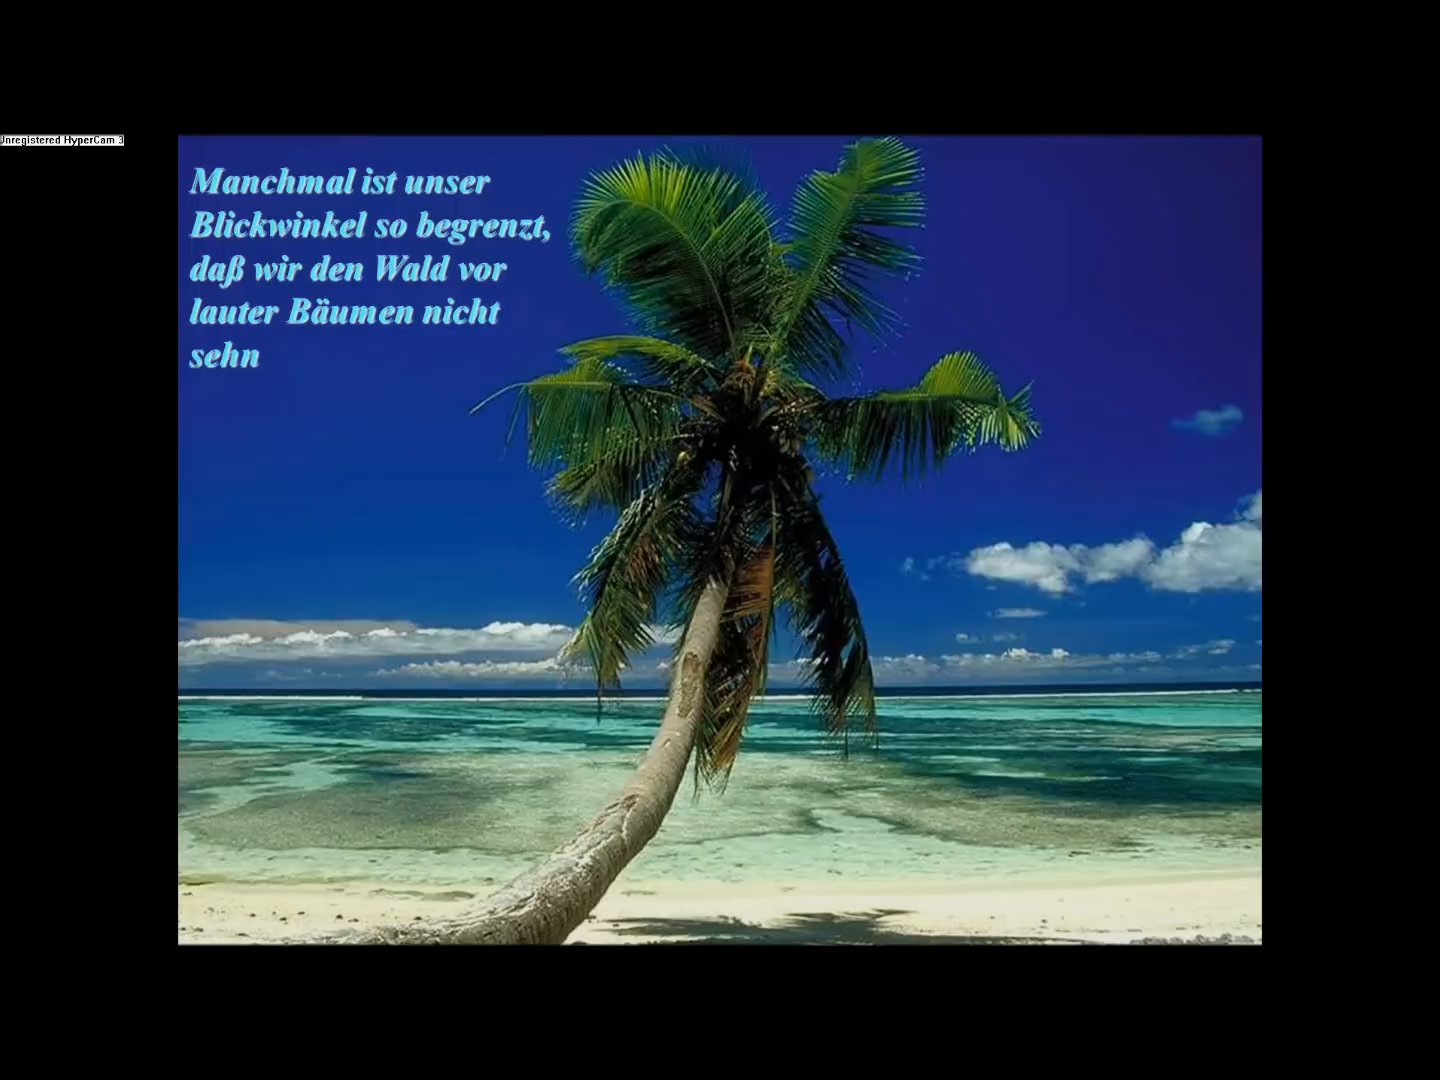 Unregistered HyperCam 3
Manchmal ist unser
Blickwinkel so begrenzt,
daß wir den Wald vor
lauter Bäumen nicht
sehn